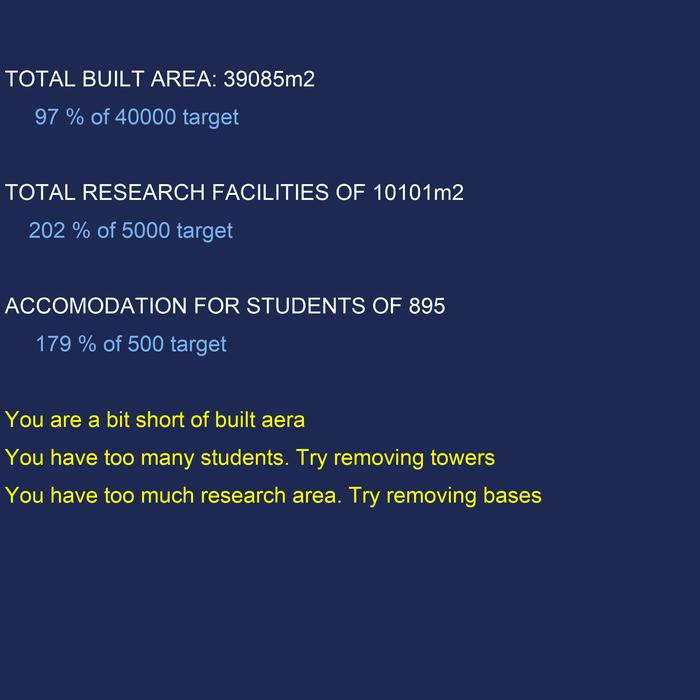 TOTAL BUILT AREA: 39085m2
97 % of 40000 target
TOTAL RESEARCH FACILITIES OF 10101m2
202 % of 5000 target
ACCOMODATION FOR STUDENTS OF 895
179 % of 500 target
You are a bit short of built aera
You have too many students. Try removing towers
You have too much research area. Try removing bases